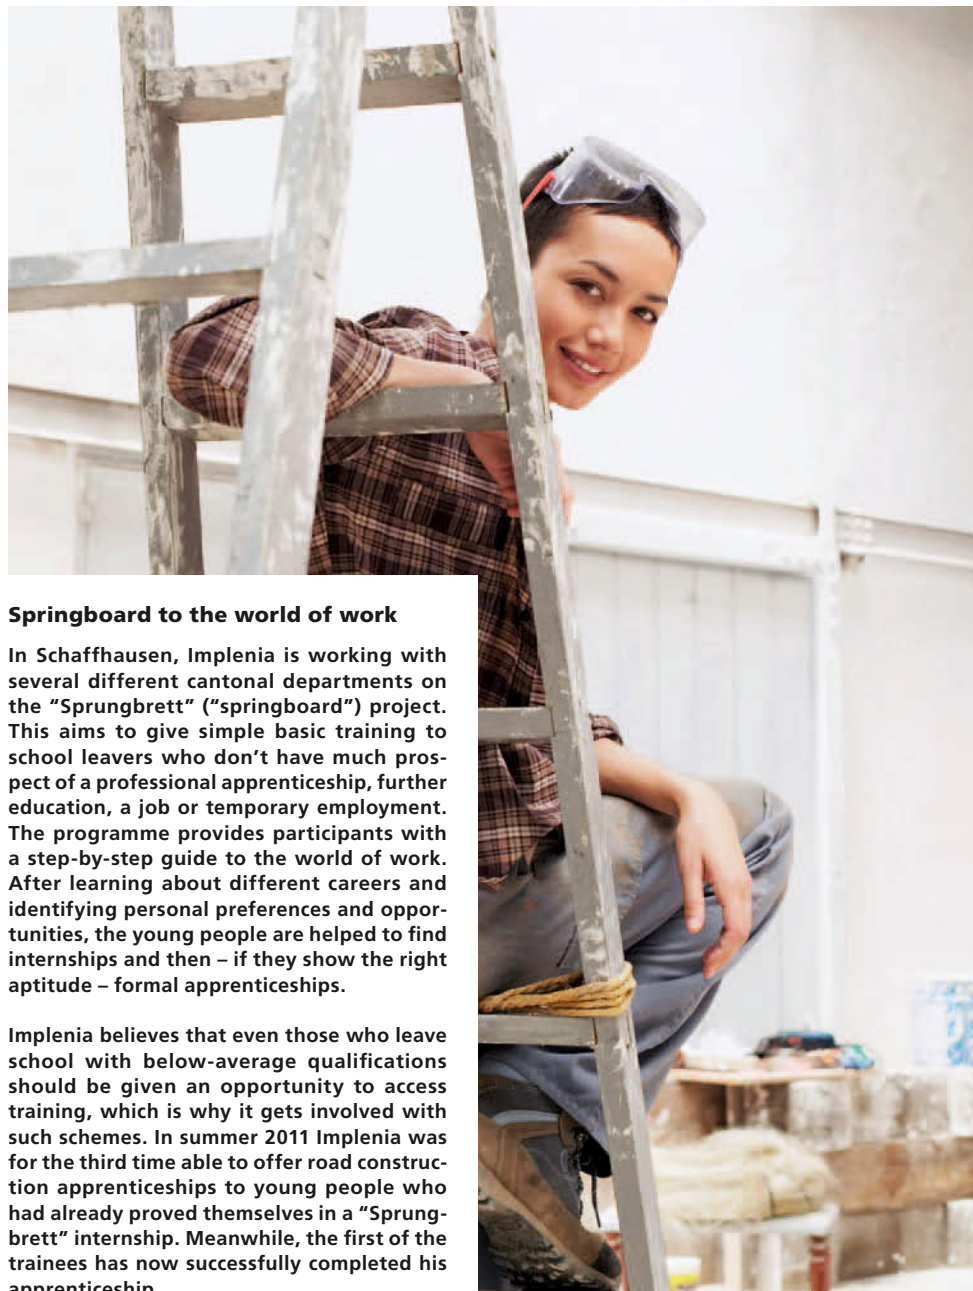 Springboard to the world of work
In Schaffhausen, Implenia is working with
several different cantonal departments on
the “Sprungbrett” (“springboard”) project.
This aims to give simple basic training to
school leavers who don’t have much pros-
pect of a professional apprenticeship, further
education, a job or temporary employment.
The programme provides participants with
a step-by-step guide to the world of work.
After learning about different careers and
identifying personal preferences and oppor-
tunities, the young people are helped to find
internships and then – if they show the right
aptitude – formal apprenticeships.
Implenia believes that even those who leave
school with below-average qualifications
should be given an opportunity to access
training, which is why it gets involved with
such schemes. In summer 2011 Implenia was
for the third time able to offer road construc-
tion apprenticeships to young people who
had already proved themselves in a “Sprung-
brett” internship. Meanwhile, the first of the
trainees has now successfully completed his
apprenticeship.